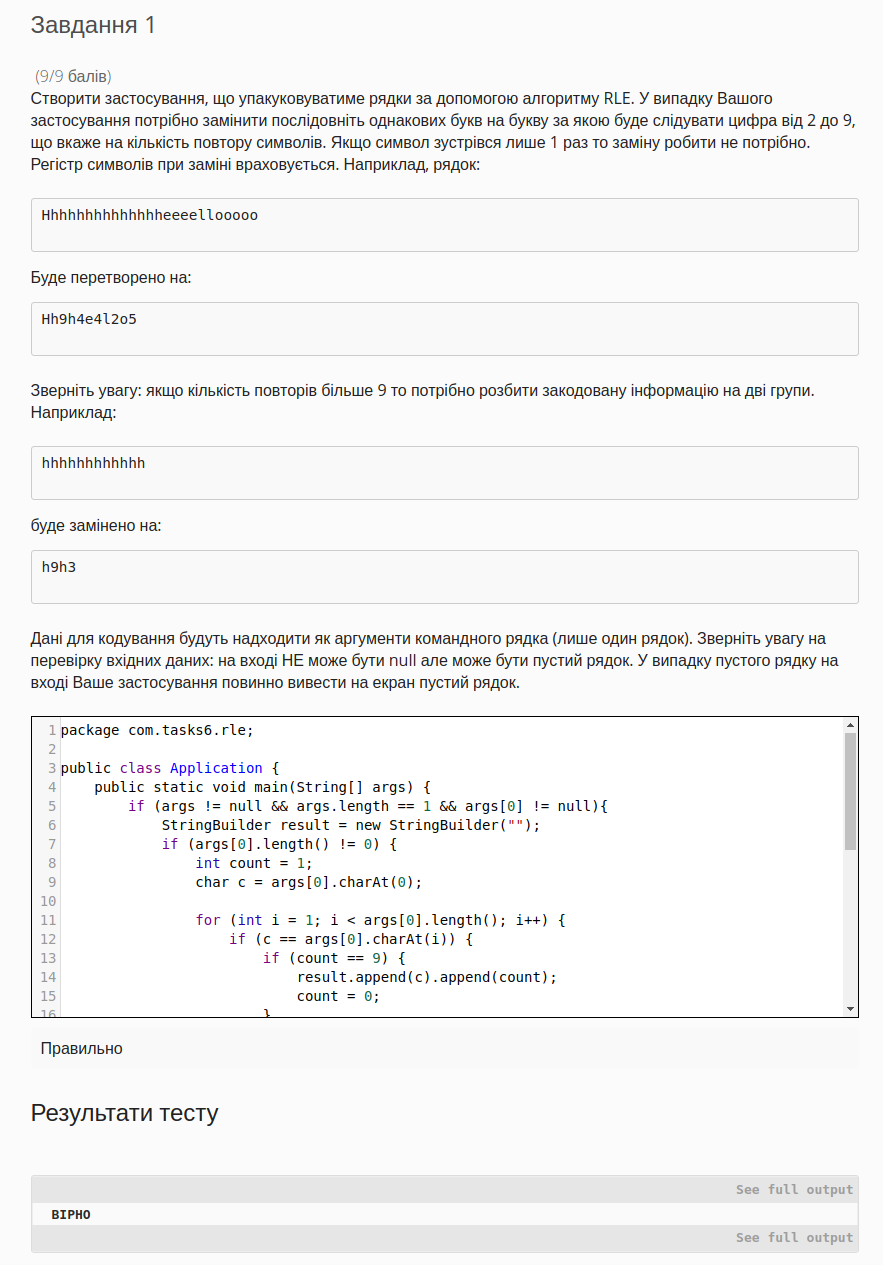 Завдання 1
(9/9 балів)
Створити застосування, що упакуковуватиме рядки за допомогою алгоритму RLE. У випадку Вашого
застосування потрібно замінити послідовніть однакових букв на букву за якою буде слідувати цифра від 2 до 9,
що вкаже на кількість повтору символів. Якщо символ зустрівся лише 1 раз то заміну робити не потрібно.
Регістр символів при заміні враховується. Наприклад, рядок:
Hhhhhhhhhhhhhheeeellooooo
Буде перетворено на:
Hh9h4e4l2o5
Зверніть увагу: якщо кількість повторів більше 9 то потрібно розбити закодовану інформацію на дві групи.
Наприклад:
hhhhhhhhhhhh
буде замінено на:
h9h3
Дані для кодування будуть надходити як аргументи командного рядка (лише один рядок). Зверніть увагу на
перевірку вхідних даних: на вході НЕ може бути null але може бути пустий рядок. У випадку пустого рядку на
вході Ваше застосування повинно вивести на екран пустий рядок.
1 package com.tasks6.rle;
2
3 public class Application {
4     public static void main(String[] args) {
5         if (args != null && args.length == 1 && args[0] != null){
6             StringBuilder result = new StringBuilder("");
7             if (args[0].length() != 0) {
8                 int count = 1;
9                 char c = args[0].charAt(0);
10
11                 for (int i = 1; i < args[0].length(); i++) {
12                     if (c == args[0].charAt(i)) {
13                         if (count == 9) {
14                             result.append(c).append(count);
15                             count = 0;
16                         }
Правильно
Результати тесту
See full output
ВІРНО
See full output